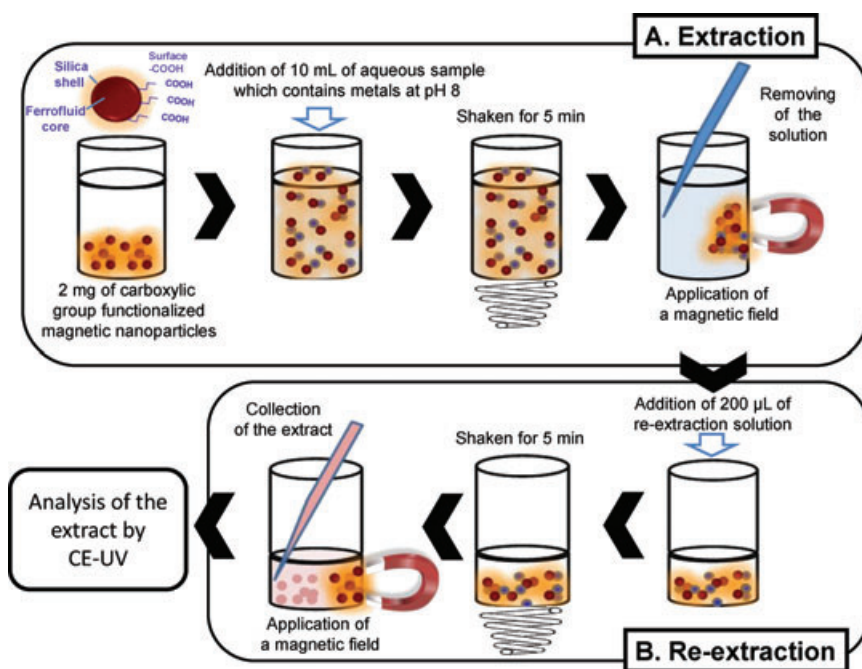 A. Extraction
Silica
shell
Surface
-COOH
COOH
COOH
COOH
Ferrofluid
core
2 mg of carboxylic
group functionalized
magnetic nanoparticles
Addition of 10 mL of aqueous sample
which contains metals at pH 8
Shaken for 5 min
Removing
of the
solution
Application of
a magnetic field
Addition of 200 µL of
re-extraction solution
Shaken for 5 min
Collection
of the extract
Application of
a magnetic field
Analysis of the
extract by
CE-UV
B. Re-extraction